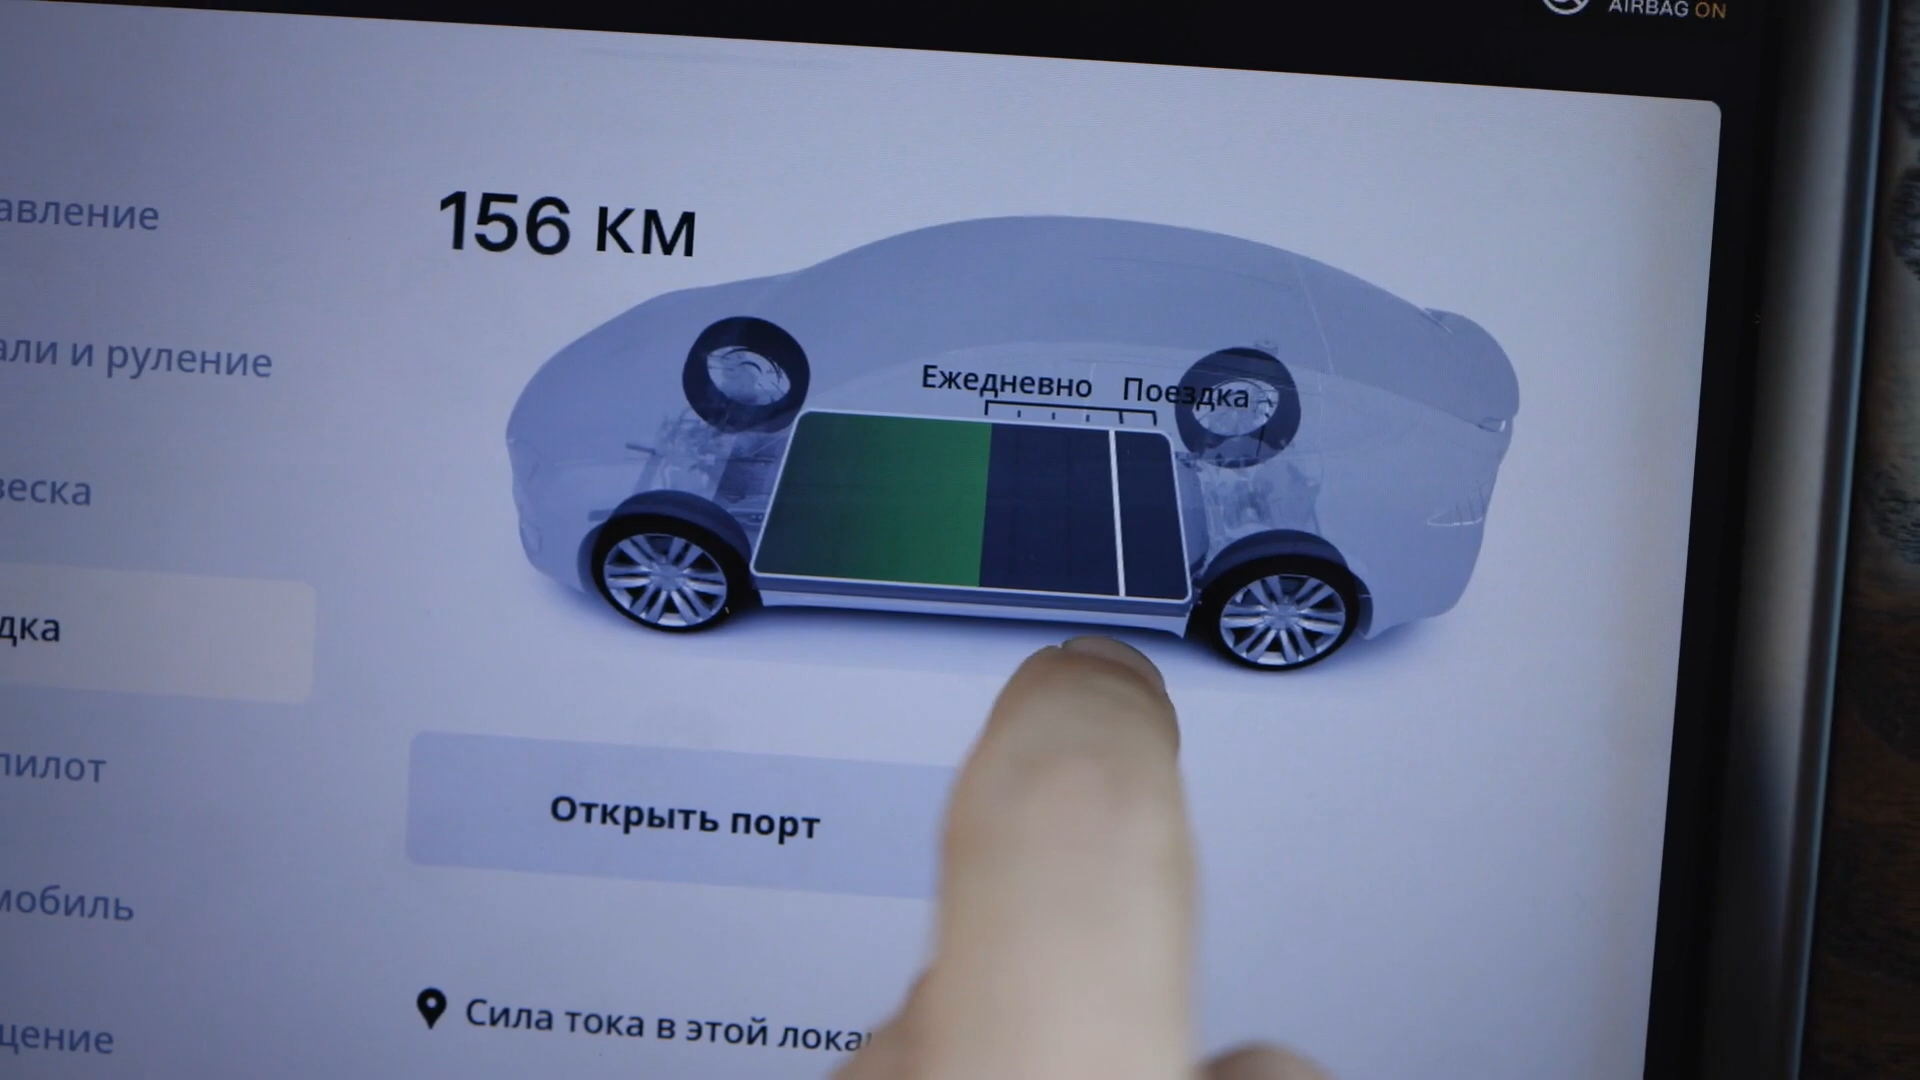 AIRBAG ON
156 км
авление
али и руление
Ежедневно Поездка
веска
дка
пилот
Открыть порт
мобиль
Сила тока в этой лока
щение